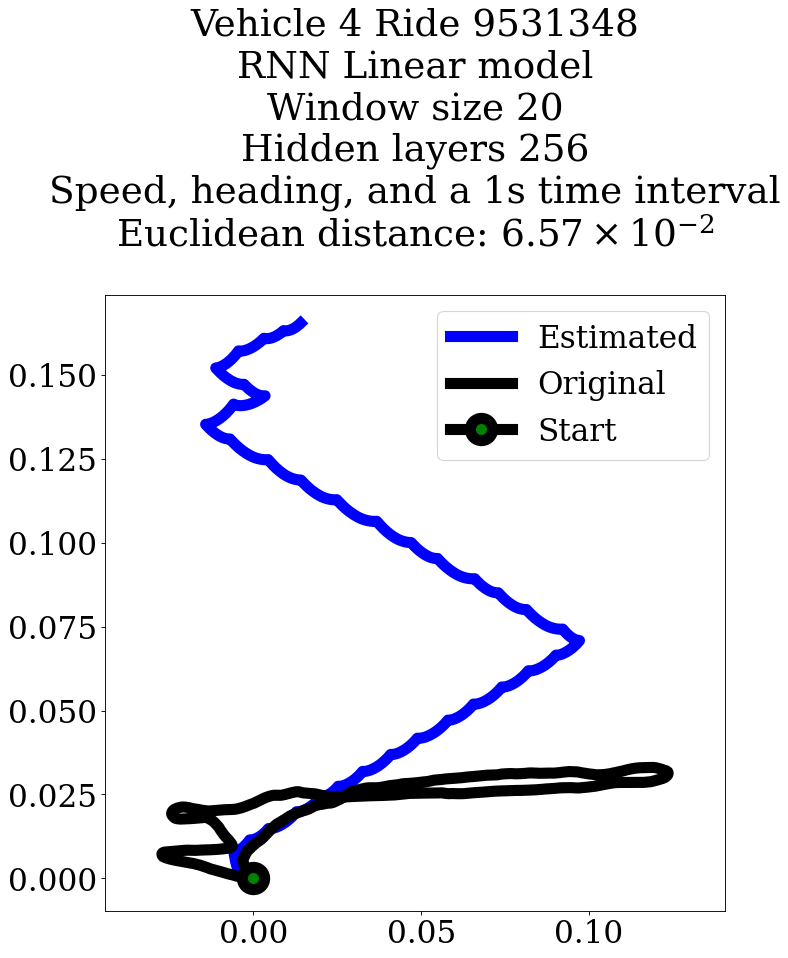 Vehicle 4 Ride 9531348
RNN Linear model
Window size 20
Hidden layers 256
Speed, heading, and a 1s time interval
Euclidean distance: 6.57 × 10⁻²
Estimated
Original
Start
0.150
0.125
0.100
0.075
0.050
0.025
0.000
0.00 0.05 0.10